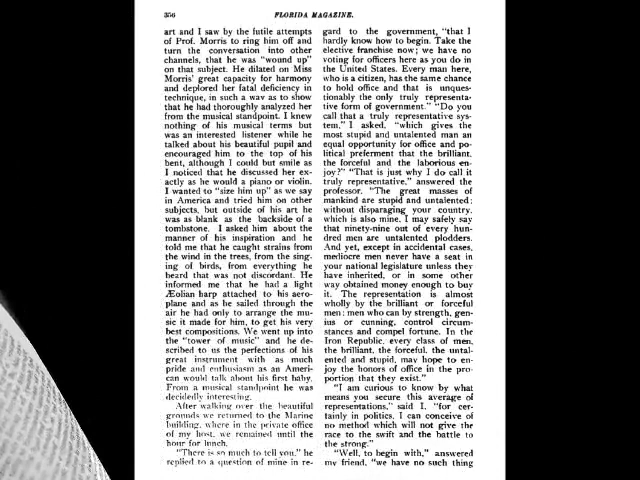 356
FLORIDA MAGAZINE.
art and I saw by the futile attempts
of Prof. Morris to ring him off and
turn the conversation into other
channels, that he was "wound up"
on that subject. He dilated on Miss
Morris' great capacity for harmony
and deplored her fatal deficiency in
technique, in such a wav as to show
that he had thoroughly analyzed her
from the musical standpoint. I knew
nothing of his musical terms but
was an interested listener while he
talked about his beautiful pupil and
encouraged him to the top of his
bent, although I could but smile as
I noticed that he discussed her ex-
actly as he would a piano or violin.
I wanted to "size him up" as we say
in America and tried him on other
subjects, but outside of his art he
was as blank as the backside of a
tombstone. I asked him about the
manner of his inspiration and he
told me that he caught strains from
the wind in the trees, from the sing-
ing of birds, from everything he
heard that was not discordant. He
informed me that he had a light
Æolian harp attached to his aero-
plane and as he sailed through the
air he had only to arrange the mu-
sic it made for him, to get his very
best compositions. We went up into
the "tower of music" and he de-
scribed to us the perfections of his
great instrument with as much
pride and enthusiasm as an Ameri-
can would talk about his first baby.
From a musical standpoint he was
decidedly interesting.
After walking over the beautiful
grounds we returned to the Marine
building, where in the private office
of my host, we remained until the
hour for lunch.
"There is so much to tell you," he
replied to a question of mine in re-
gard to the government, "that I
hardly know how to begin. Take the
elective franchise now; we have no
voting for officers here as you do in
the United States. Every man here,
who is a citizen, has the same chance
to hold office and that is unques-
tionably the only truly representa-
tive form of government." "Do you
call that a truly representative sys-
tem," I asked, "which gives the
most stupid and untalented man an
equal opportunity for office and po-
litical preferment that the brilliant,
the forceful and the laborious en-
joy?" "That is just why I do call it
truly representative," answered the
professor. "The great masses of
mankind are stupid and untalented;
without disparaging your country,
which is also mine, I may safely say
that ninety-nine out of every hun-
dred men are untalented plodders.
And yet, except in accidental cases,
mediocre men never have a seat in
your national legislature unless they
have inherited, or in some other
way obtained money enough to buy
it. The representation is almost
wholly by the brilliant or forceful
men; men who can by strength, gen-
ius or cunning, control circum-
stances and compel fortune. In the
Iron Republic, every class of men,
the brilliant, the forceful, the untal-
ented and stupid, may hope to en-
joy the honors of office in the pro-
portion that they exist."
"I am curious to know by what
means you secure this average of
representations," said I, "for cer-
tainly in politics, I can conceive of
no method which will not give the
race to the swift and the battle to
the strong."
"Well, to begin with," answered
my friend, "we have no such thing